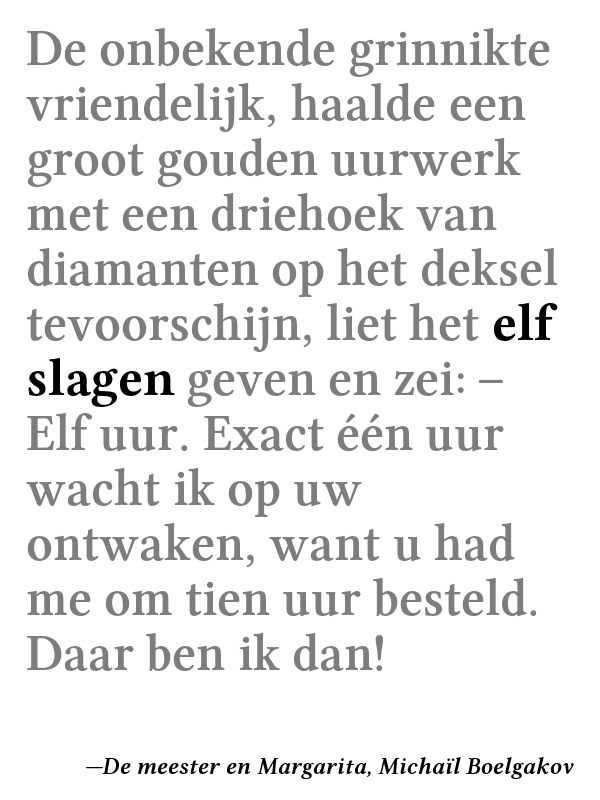 De onbekende grinnikte
vriendelijk, haalde een
groot gouden uurwerk
met een driehoek van
diamanten op het deksel
tevoorschijn, liet het elf
slagen geven en zei: –
Elf uur. Exact één uur
wacht ik op uw
ontwaken, want u had
me om tien uur besteld.
Daar ben ik dan!
—De meester en Margarita, Michaïl Boelgakov